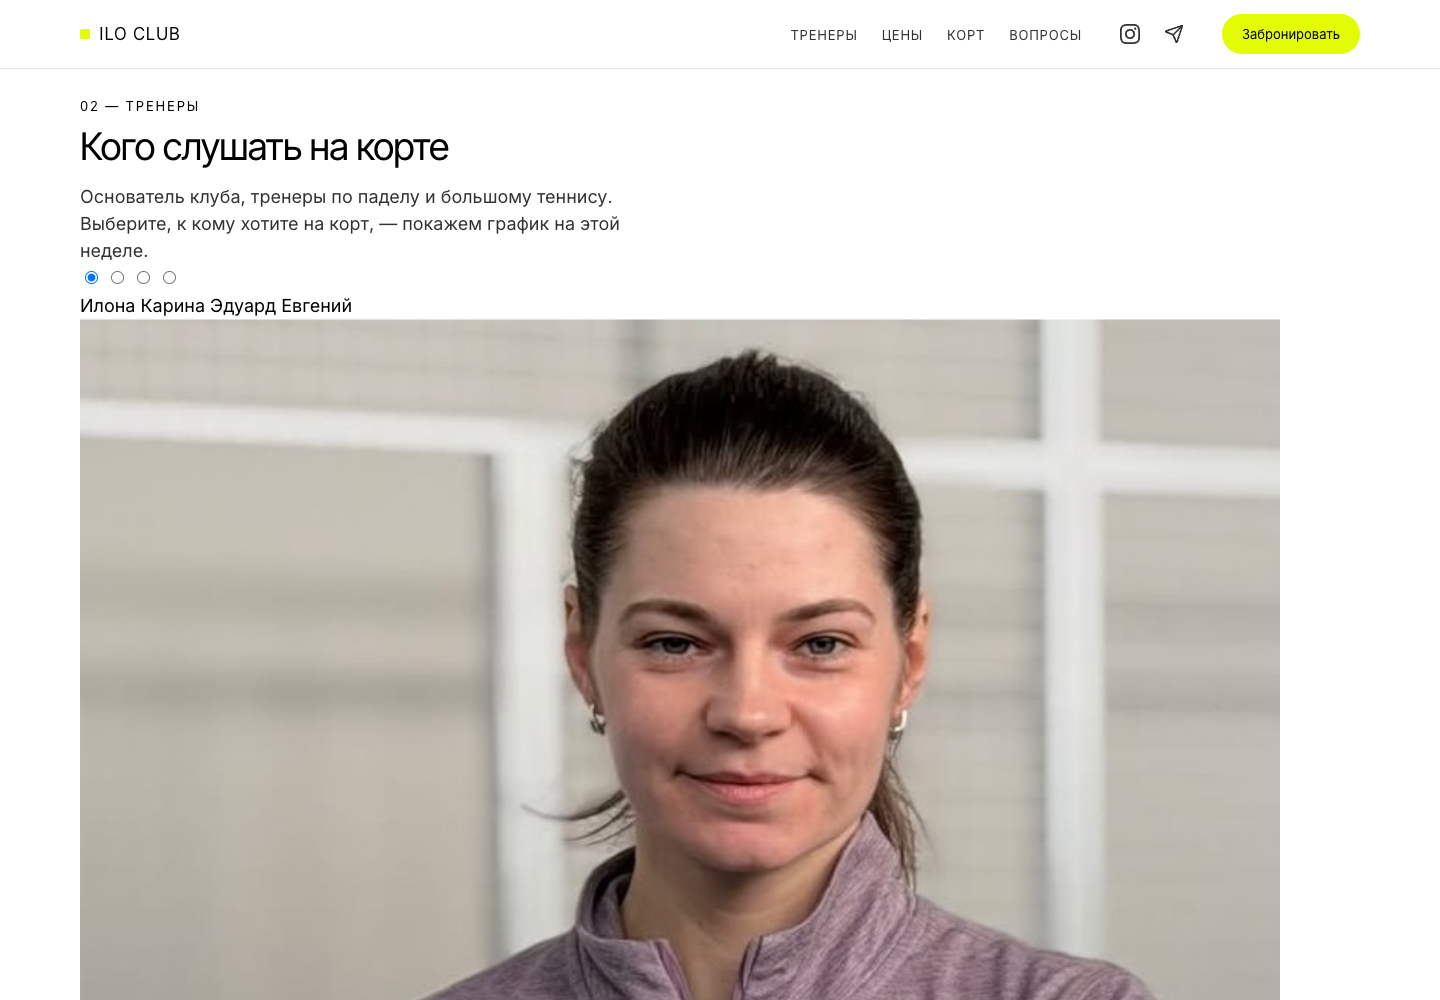 ILO CLUB
ТРЕНЕРЫ ЦЕНЫ КОРТ ВОПРОСЫ
Забронировать
02 — ТРЕНЕРЫ
Кого слушать на корте
Основатель клуба, тренеры по паделу и большому теннису.
Выберите, к кому хотите на корт, — покажем график на этой
неделе.
Илона Карина Эдуард Евгений